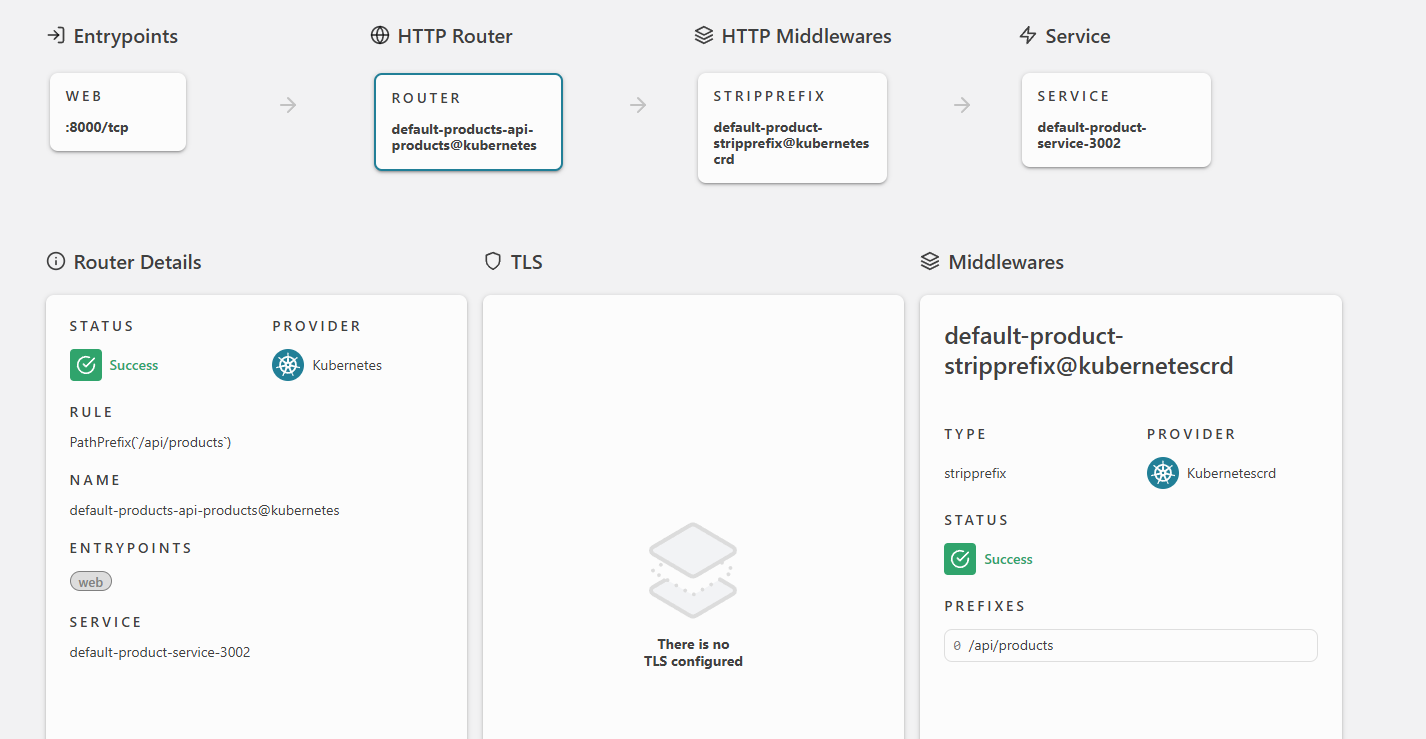 Entrypoints
HTTP Router
HTTP Middlewares
Service
WEB
:8000/tcp
ROUTER
default-products-api-
products@kubernetes
STRIPPREFIX
default-product-
stripprefix@kubernetes
crd
SERVICE
default-product-
service-3002
Router Details
STATUS
PROVIDER
Success
Kubernetes
RULE
PathPrefix(`/api/products`)
NAME
default-products-api-products@kubernetes
ENTRYPOINTS
web
SERVICE
default-product-service-3002
TLS
There is no
TLS configured
Middlewares
default-product-
stripprefix@kubernetescrd
TYPE
PROVIDER
stripprefix
Kubernetescrd
STATUS
Success
PREFIXES
0 /api/products